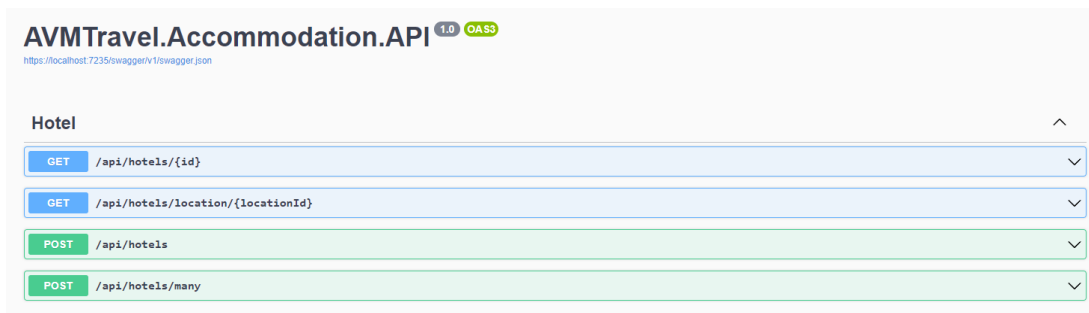 AVMTravel.Accommodation.API 1.0 OAS3
https://localhost:7235/swagger/v1/swagger.json
Hotel
GET /api/hotels/{id}
GET /api/hotels/location/{locationId}
POST /api/hotels
POST /api/hotels/many